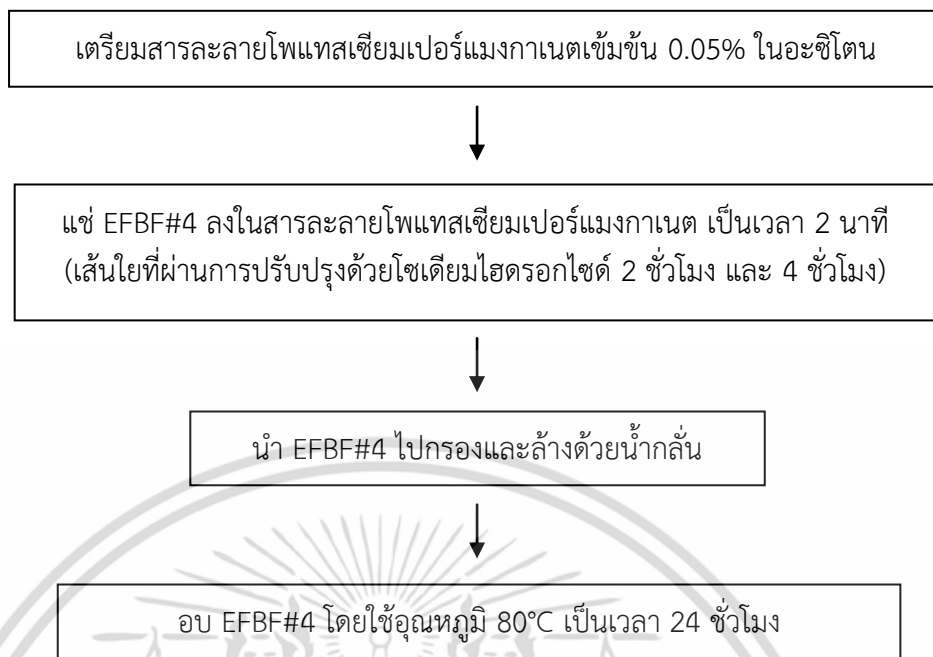 เตรียมสารละลายโพแทสเซียมเปอร์แมงกาเนตเข้มข้น 0.05% ในอะซิโตน
แช่ EFBF#4 ลงในสารละลายโพแทสเซียมเปอร์แมงกาเนต เป็นเวลา 2 นาที
(เส้นใยที่ผ่านการปรับปรุงด้วยโซเดียมไฮดรอกไซด์ 2 ชั่วโมง และ 4 ชั่วโมง)
นำ EFBF#4 ไปกรองและล้างด้วยน้ำกลั่น
อบ EFBF#4 โดยใช้อุณหภูมิ 80°C เป็นเวลา 24 ชั่วโมง